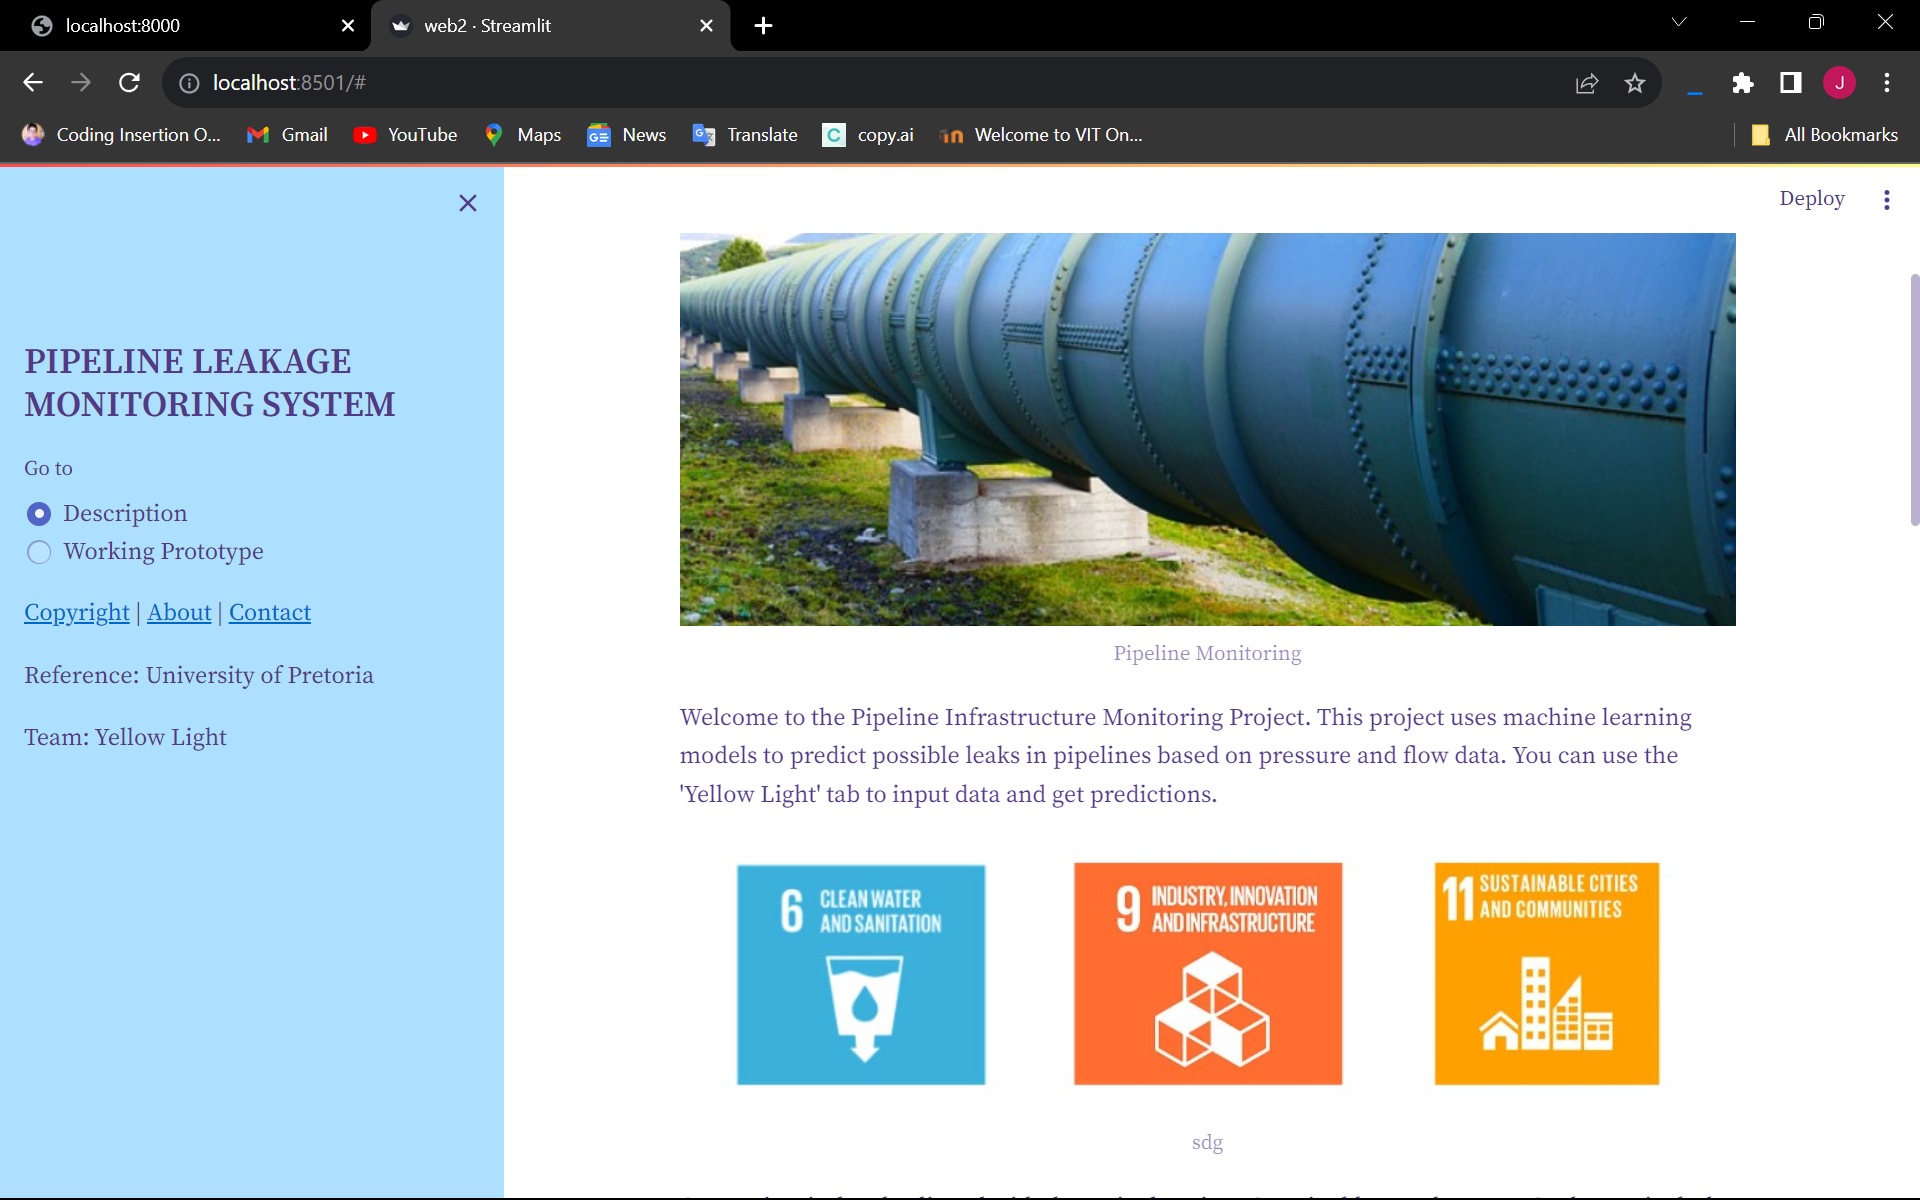 localhost:8000
web2 · Streamlit
localhost:8501/#
J
Coding Insertion O...
Gmail
YouTube
Maps
News
Translate
copy.ai
Welcome to VIT On...
All Bookmarks
Deploy
PIPELINE LEAKAGE
MONITORING SYSTEM
Go to
Description
Working Prototype
Copyright | About | Contact
Reference: University of Pretoria
Team: Yellow Light
Pipeline Monitoring
Welcome to the Pipeline Infrastructure Monitoring Project. This project uses machine learning
models to predict possible leaks in pipelines based on pressure and flow data. You can use the
'Yellow Light' tab to input data and get predictions.
6 CLEAN WATER
AND SANITATION
9 INDUSTRY, INNOVATION
AND INFRASTRUCTURE
11 SUSTAINABLE CITIES
AND COMMUNITIES
sdg